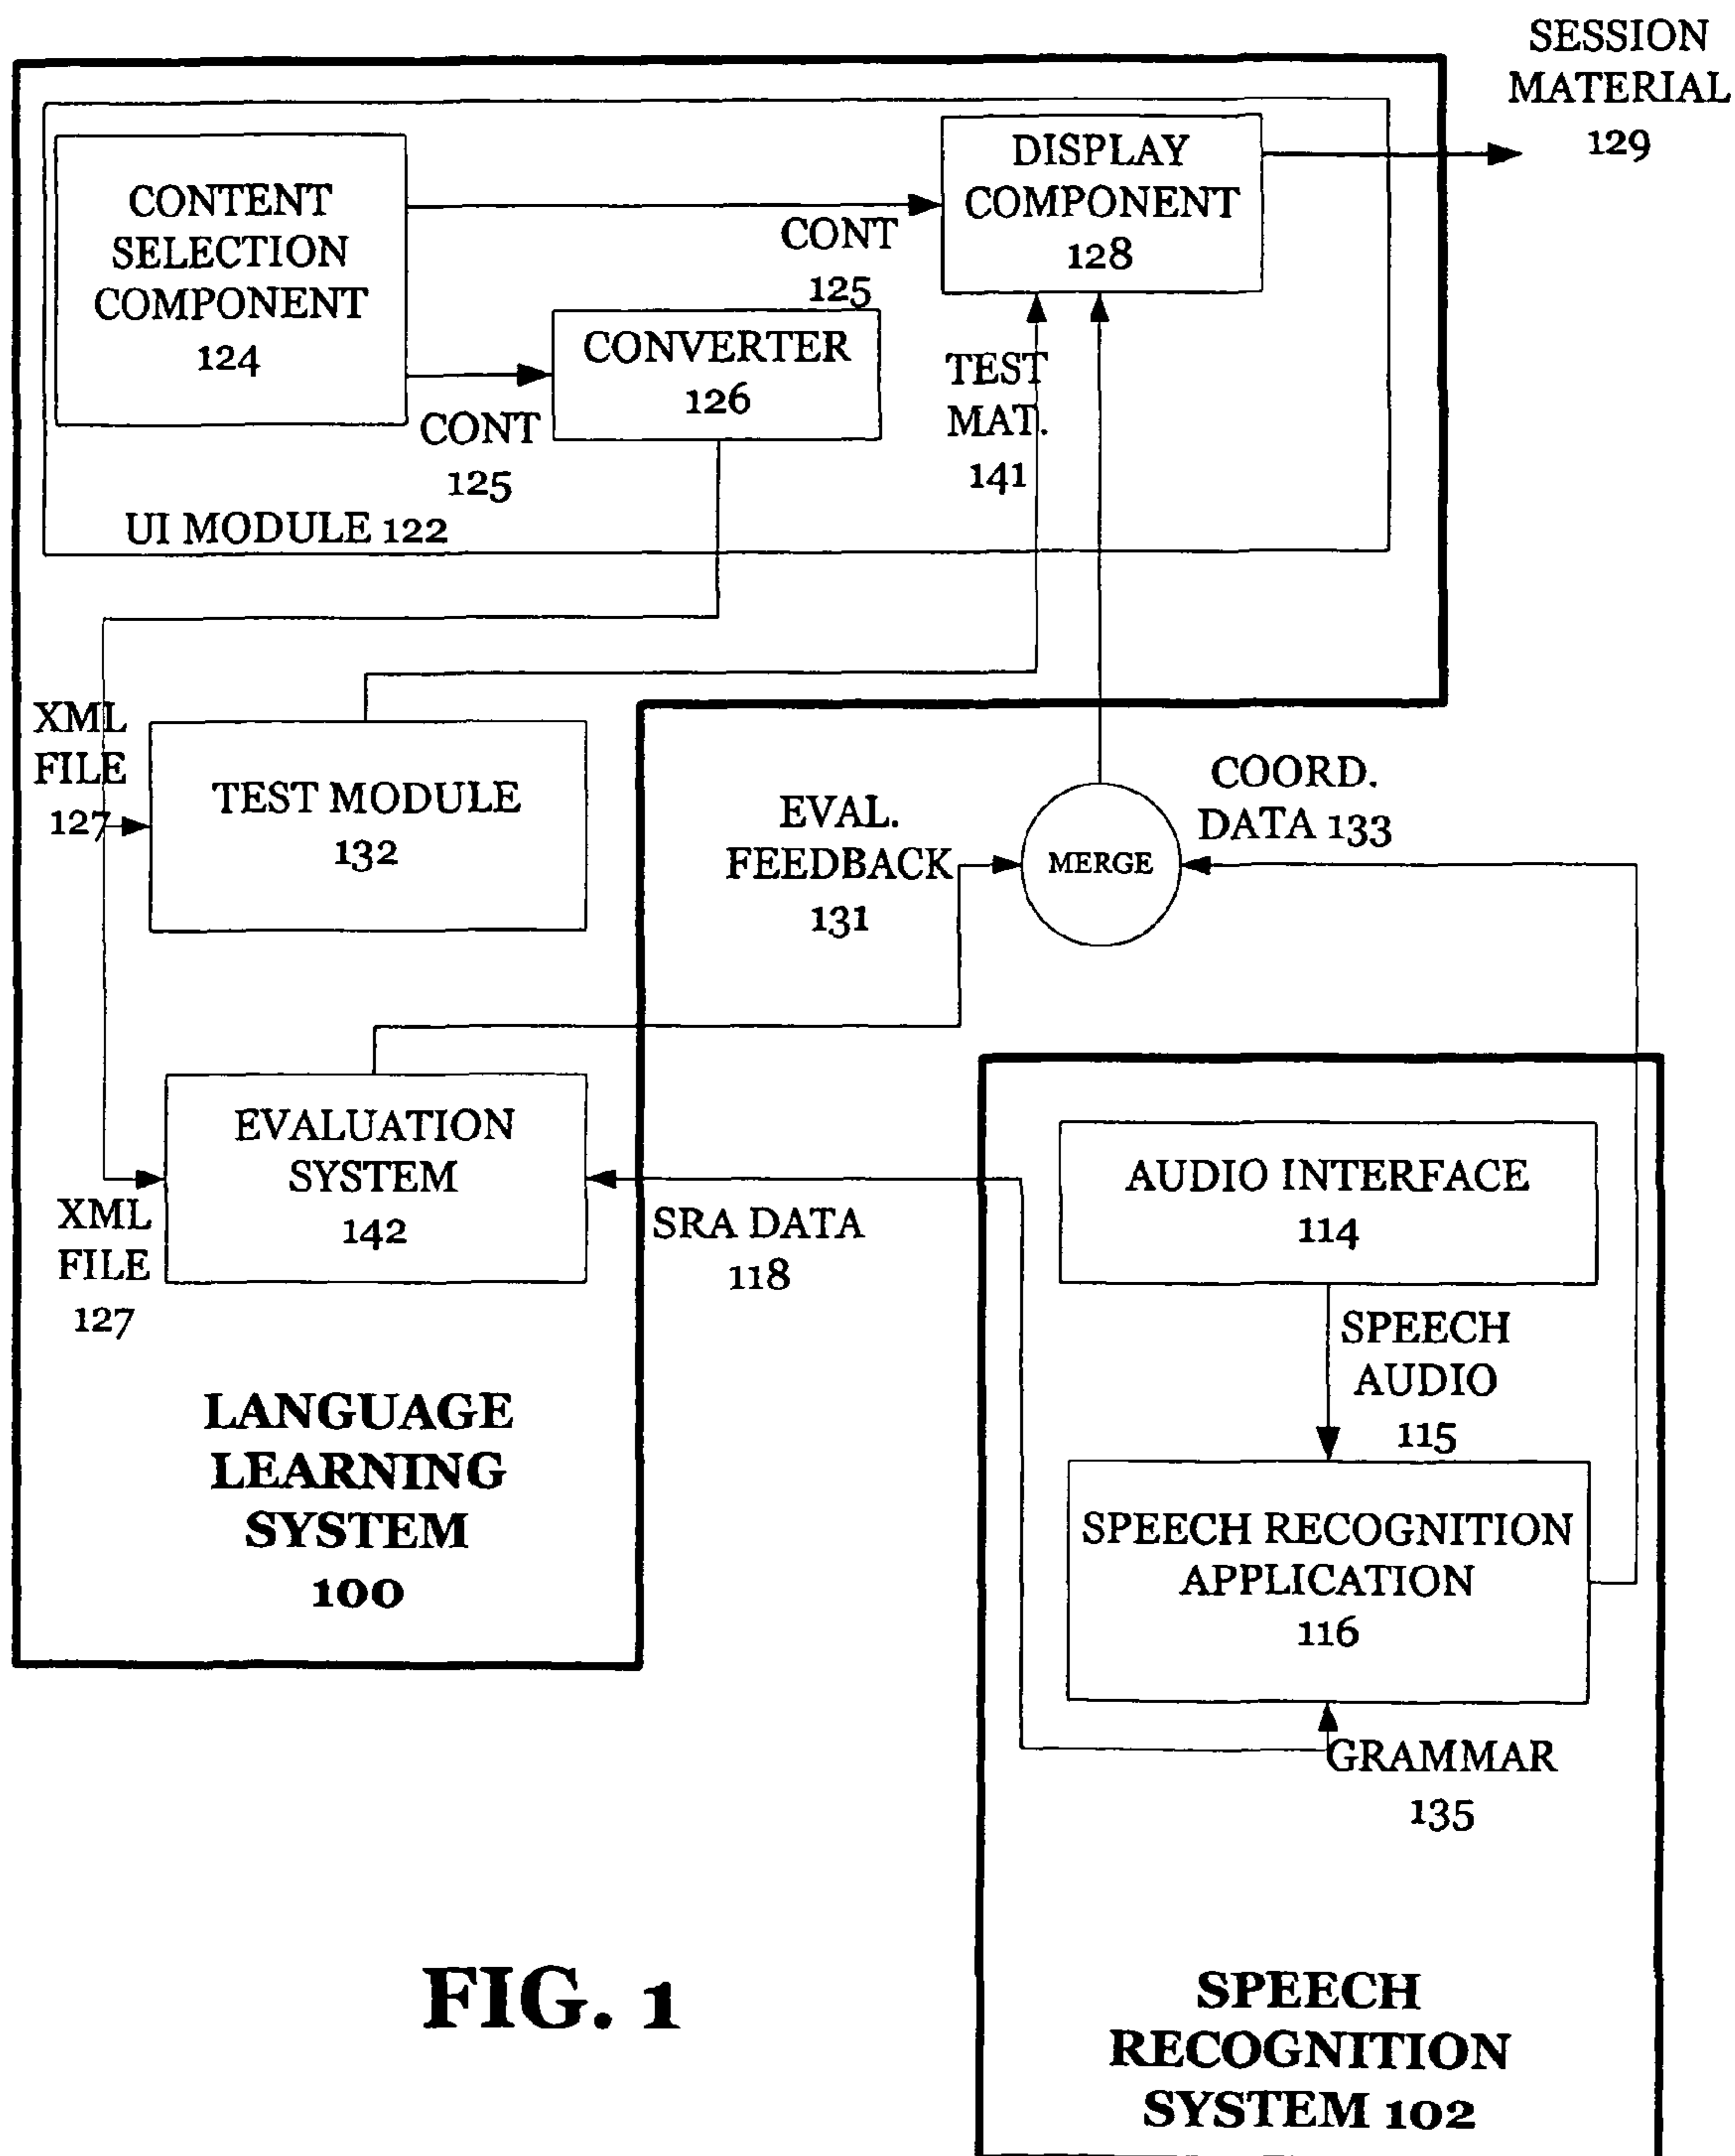 SESSION
MATERIAL
129
CONTENT
SELECTION
COMPONENT
124
CONT
125
DISPLAY
COMPONENT
128
CONVERTER
126
CONT
125
TEST
MAT.
141
UI MODULE 122
XML
FILE
127
TEST MODULE
132
EVAL.
FEEDBACK
131
MERGE
COORD.
DATA 133
EVALUATION
SYSTEM
142
XML
FILE
127
SRA DATA
118
AUDIO INTERFACE
114
SPEECH
AUDIO
115
SPEECH RECOGNITION
APPLICATION
116
GRAMMAR
135
LANGUAGE
LEARNING
SYSTEM
100
FIG. 1
SPEECH
RECOGNITION
SYSTEM 102